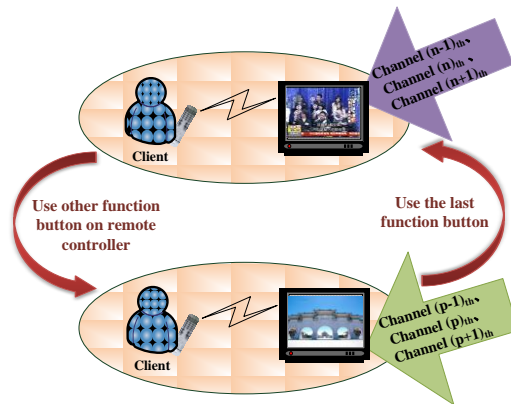 Channel (n-1)th、
Channel (n)th 、
Channel (n+1)th
Client
Use other function
button on remote
controller
Use the last
function button
Channel (p-1)th、
Channel (p)th、
Channel (p+1)th
Client